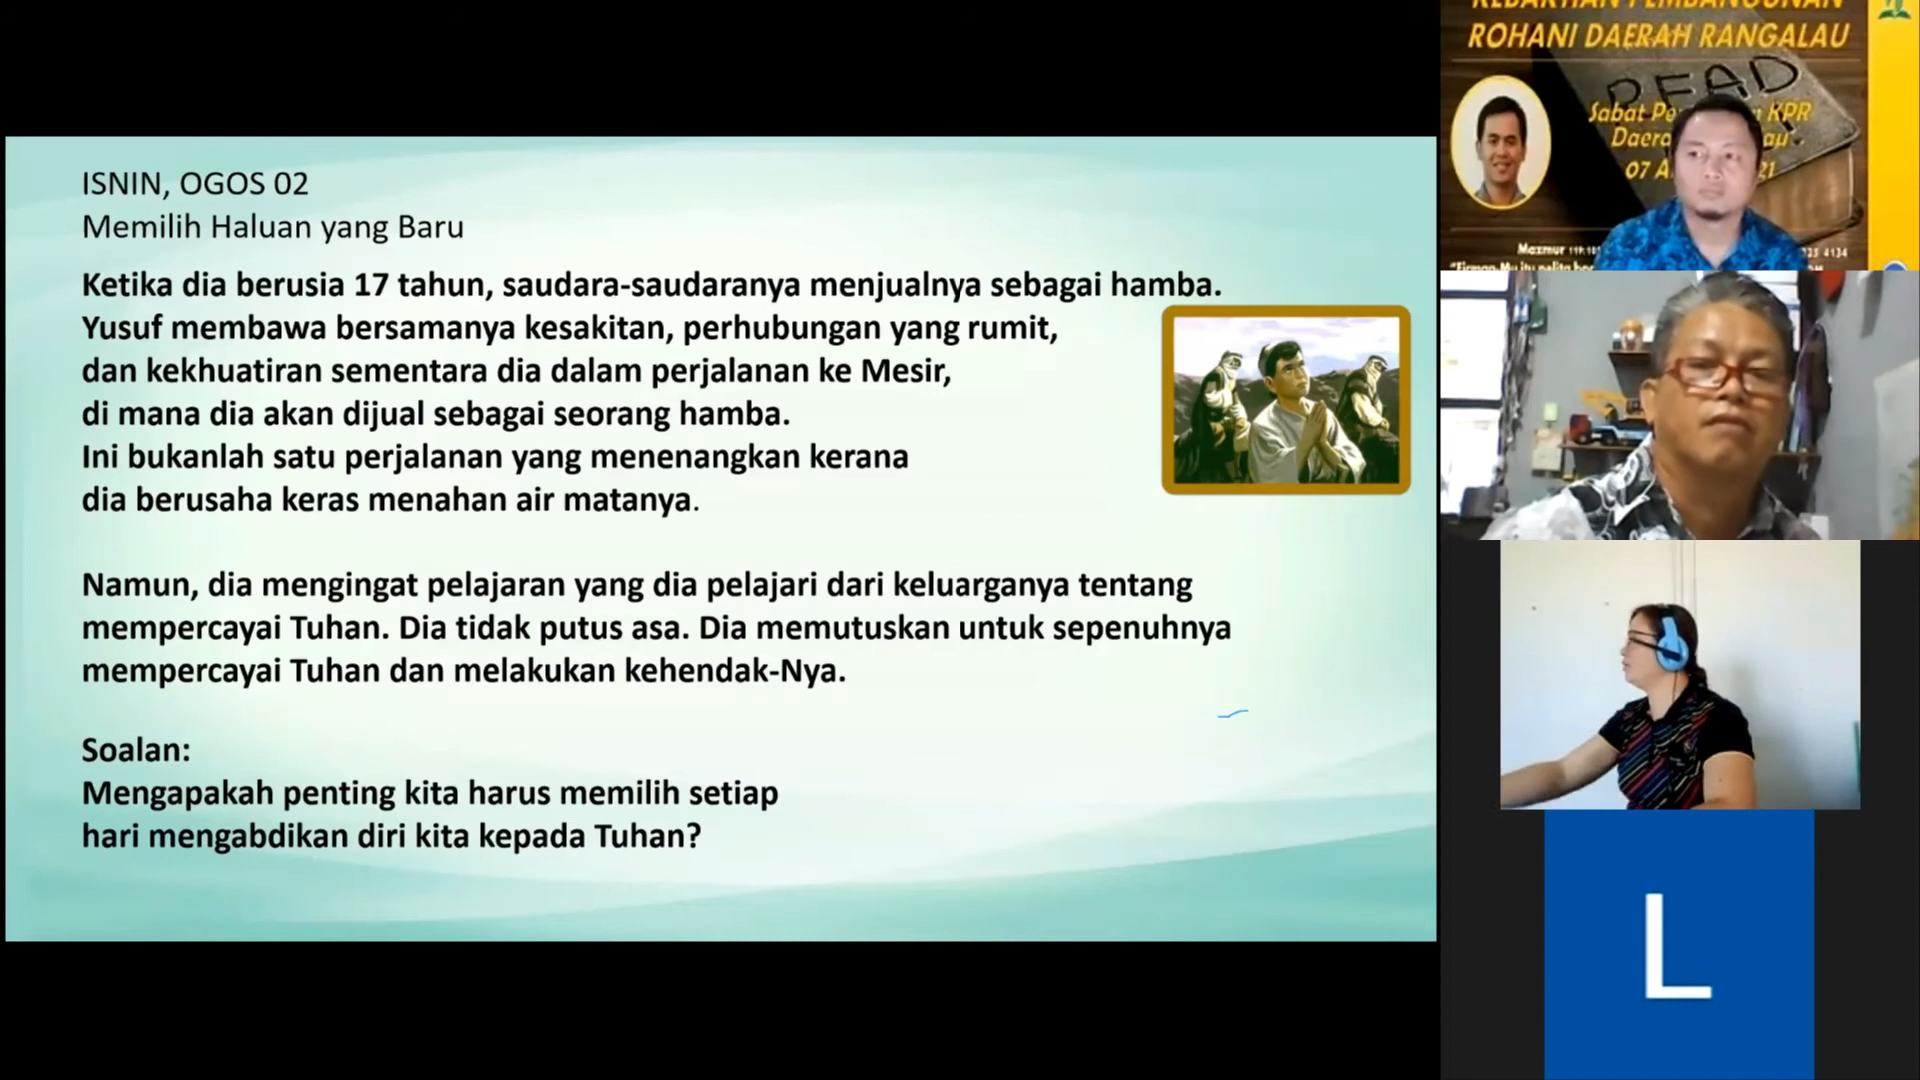 ISNIN, OGOS 02
Memilih Haluan yang Baru
Ketika dia berusia 17 tahun, saudara-saudaranya menjualnya sebagai hamba.
Yusuf membawa bersamanya kesakitan, perhubungan yang rumit,
dan kekhuatiran sementara dia dalam perjalanan ke Mesir,
di mana dia akan dijual sebagai seorang hamba.
Ini bukanlah satu perjalanan yang menenangkan kerana
dia berusaha keras menahan air matanya.
Namun, dia mengingat pelajaran yang dia pelajari dari keluarganya tentang
mempercayai Tuhan. Dia tidak putus asa. Dia memutuskan untuk sepenuhnya
mempercayai Tuhan dan melakukan kehendak-Nya.
Soalan:
Mengapakah penting kita harus memilih setiap
hari mengabdikan diri kita kepada Tuhan?
ROHANI DAERAH RANGALAU
READ
Sabat KPR
07
Mazmur
L